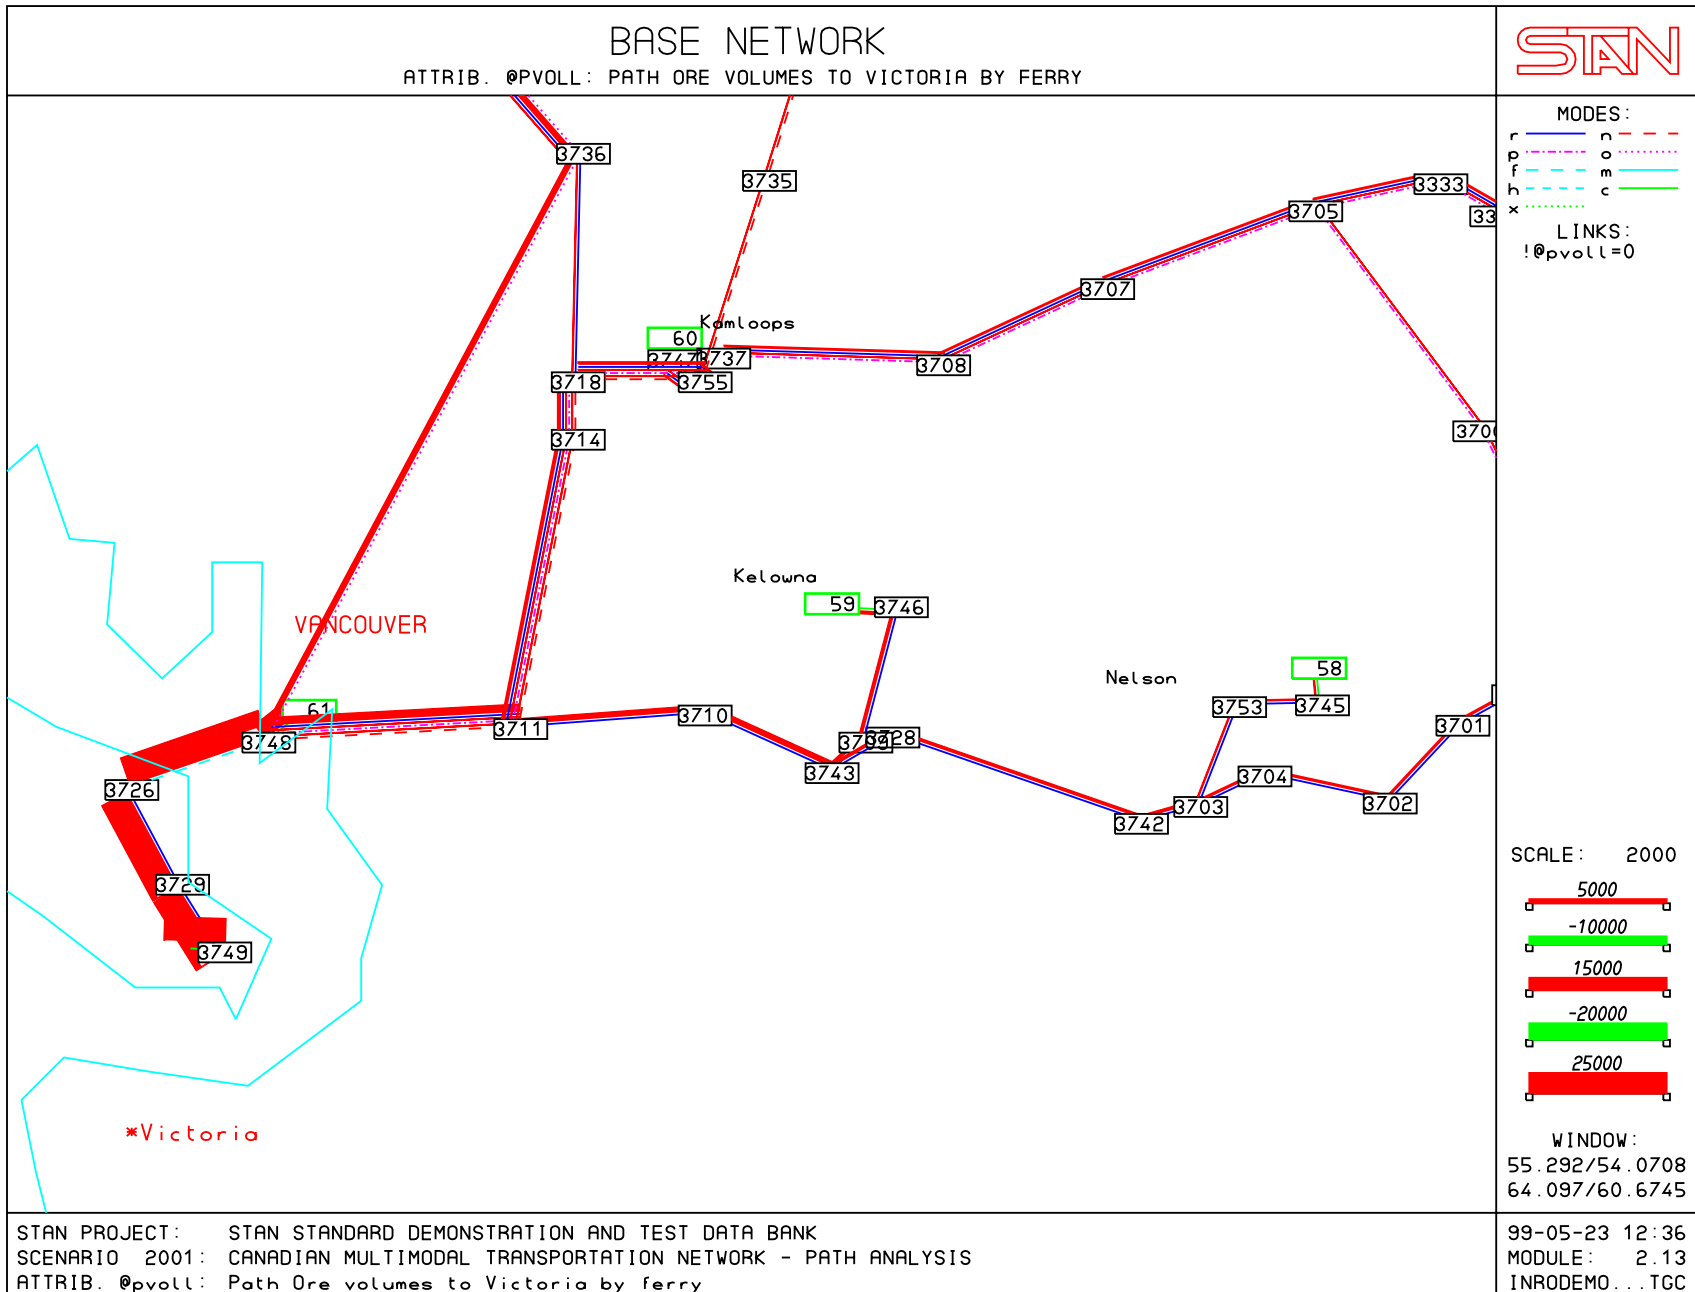 BASE NETWORK
ATTRIB. @PVOLL: PATH ORE VOLUMES TO VICTORIA BY FERRY
STAN
MODES:
r n
p o
f m
h c
x
LINKS:
!@pvoll=0
3736
3735
3333
3705
33
3707
Kamloops
60
3737
3708
3718
3755
3714
Kelowna
59
3746
VANCOUVER
58
Nelson
61
3753
3745
3710
3701
3711
3748
3728
3743
3704
3726
3702
3703
3742
3729
3749
*Victoria
SCALE: 2000
5000
-10000
15000
-20000
25000
WINDOW:
55.292/54.0708
64.097/60.6745
STAN PROJECT: STAN STANDARD DEMONSTRATION AND TEST DATA BANK
SCENARIO 2001: CANADIAN MULTIMODAL TRANSPORTATION NETWORK - PATH ANALYSIS
ATTRIB. @pvoll: Path Ore volumes to Victoria by ferry
99-05-23 12:36
MODULE: 2.13
INRODEMO...TGC